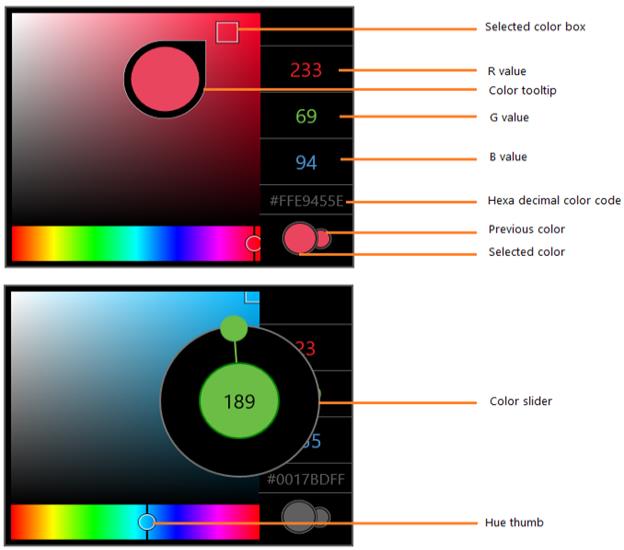 Selected color box
233
R value
Color tooltip
69
G value
94
B value
#FFE9455E
Hexa decimal color code
Previous color
Selected color
23
189
Color slider
55
#0017BDFF
Hue thumb